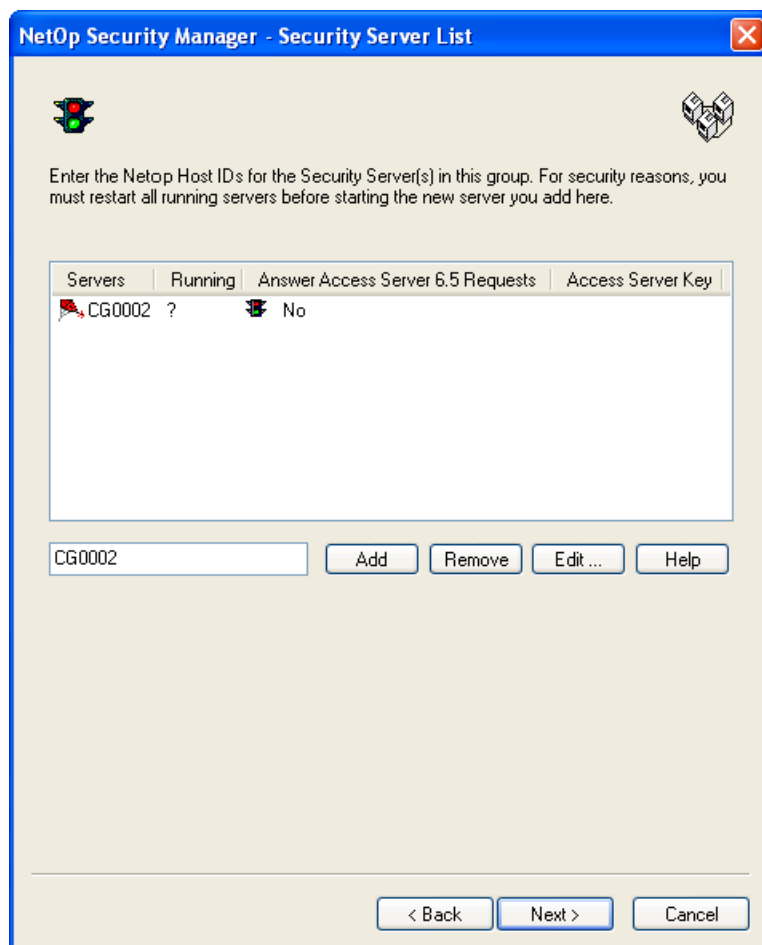 NetOp Security Manager - Security Server List
Enter the Netop Host IDs for the Security Server(s) in this group. For security reasons, you
must restart all running servers before starting the new server you add here.
Servers Running Answer Access Server 6.5 Requests Access Server Key
CG0002 ? No
CG0002 Add Remove Edit ... Help
< Back Next > Cancel